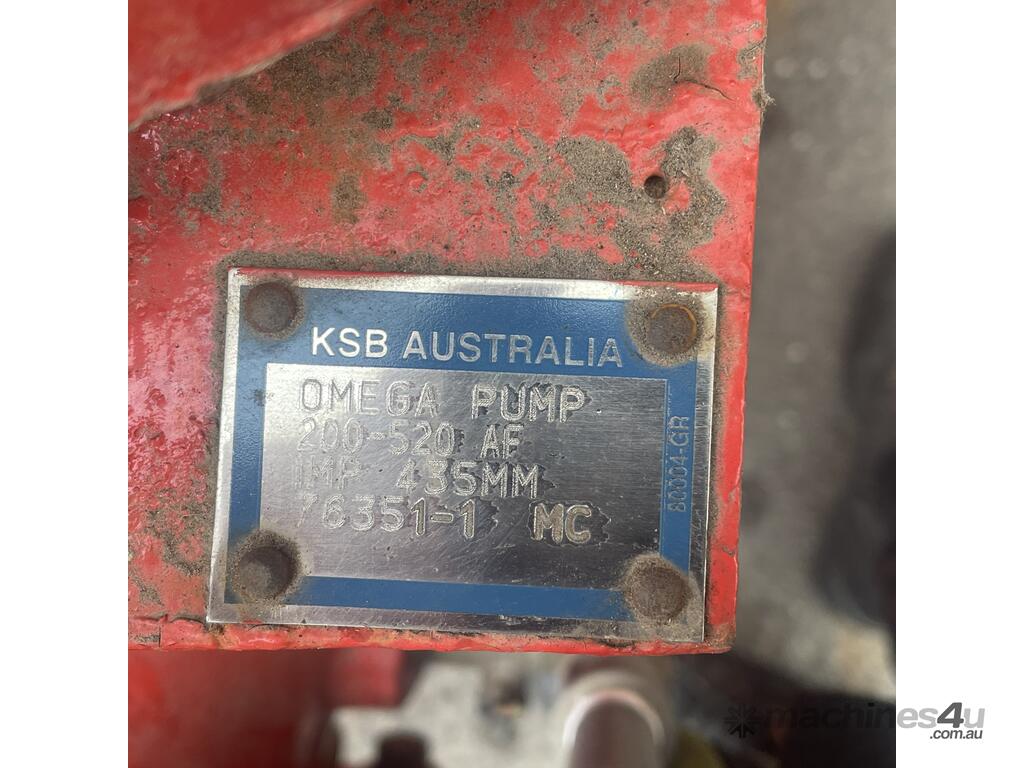 KSB AUSTRALIA
OMEGA PUMP
200-520 AF
IMP 435MM
76351-1 MC
80004-GR
machines4u
.com.au